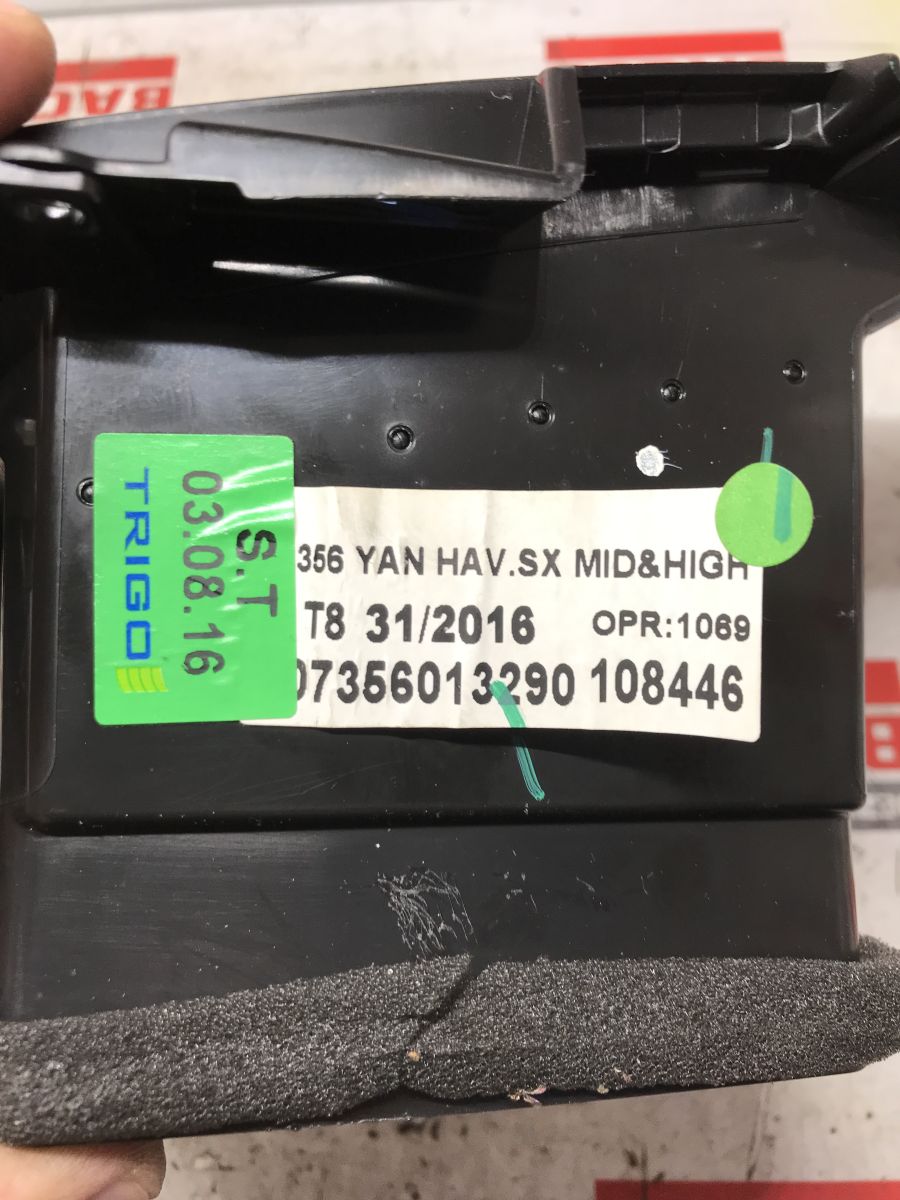 S.T
03.08.16
TRIGO
356 YAN HAV.SX MID&HIGH
T8 31/2016 OPR:1069
07356013290 108446